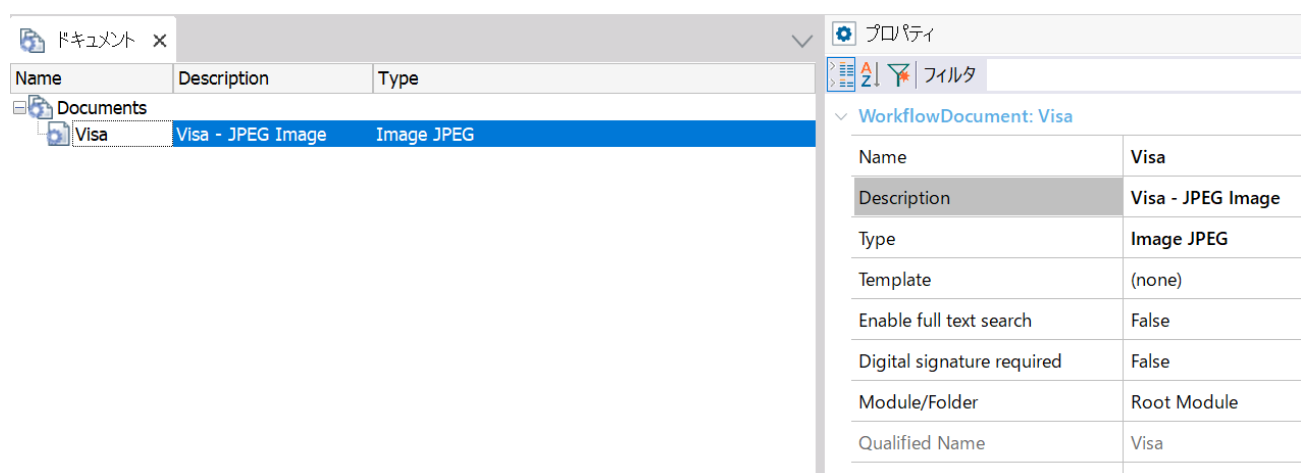 ドキュメント
Name Description Type
Documents
Visa Visa - JPEG Image Image JPEG
プロパティ
フィルタ
WorkflowDocument: Visa
Name Visa
Description Visa - JPEG Image
Type Image JPEG
Template (none)
Enable full text search False
Digital signature required False
Module/Folder Root Module
Qualified Name Visa